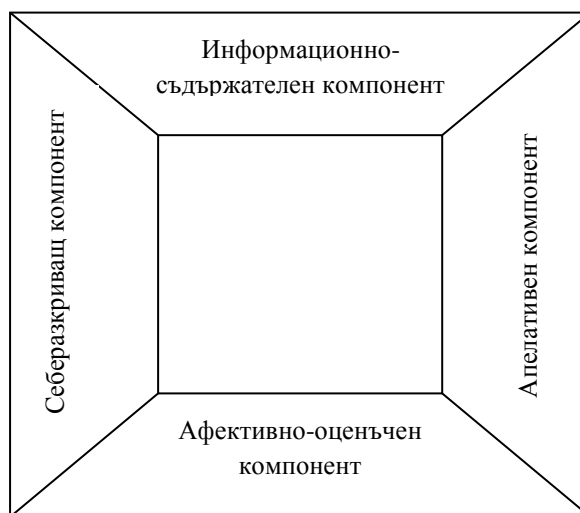 Информационно-
съдържателен компонент
Себеразкриващ компонент
Апелативен компонент
Афективно-оценъчен
компонент